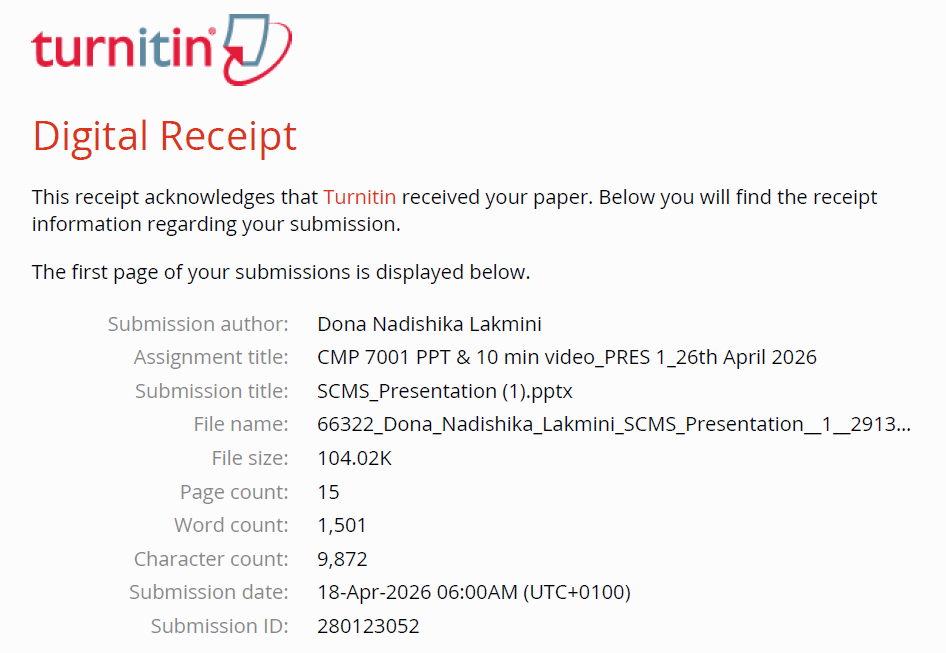 turnitin
Digital Receipt
This receipt acknowledges that Turnitin received your paper. Below you will find the receipt
information regarding your submission.
The first page of your submissions is displayed below.
Submission author: Dona Nadishika Lakmini
Assignment title: CMP 7001 PPT & 10 min video_PRES 1_26th April 2026
Submission title: SCMS_Presentation (1).pptx
File name: 66322_Dona_Nadishika_Lakmini_SCMS_Presentation__1__2913...
File size: 104.02K
Page count: 15
Word count: 1,501
Character count: 9,872
Submission date: 18-Apr-2026 06:00AM (UTC+0100)
Submission ID: 280123052